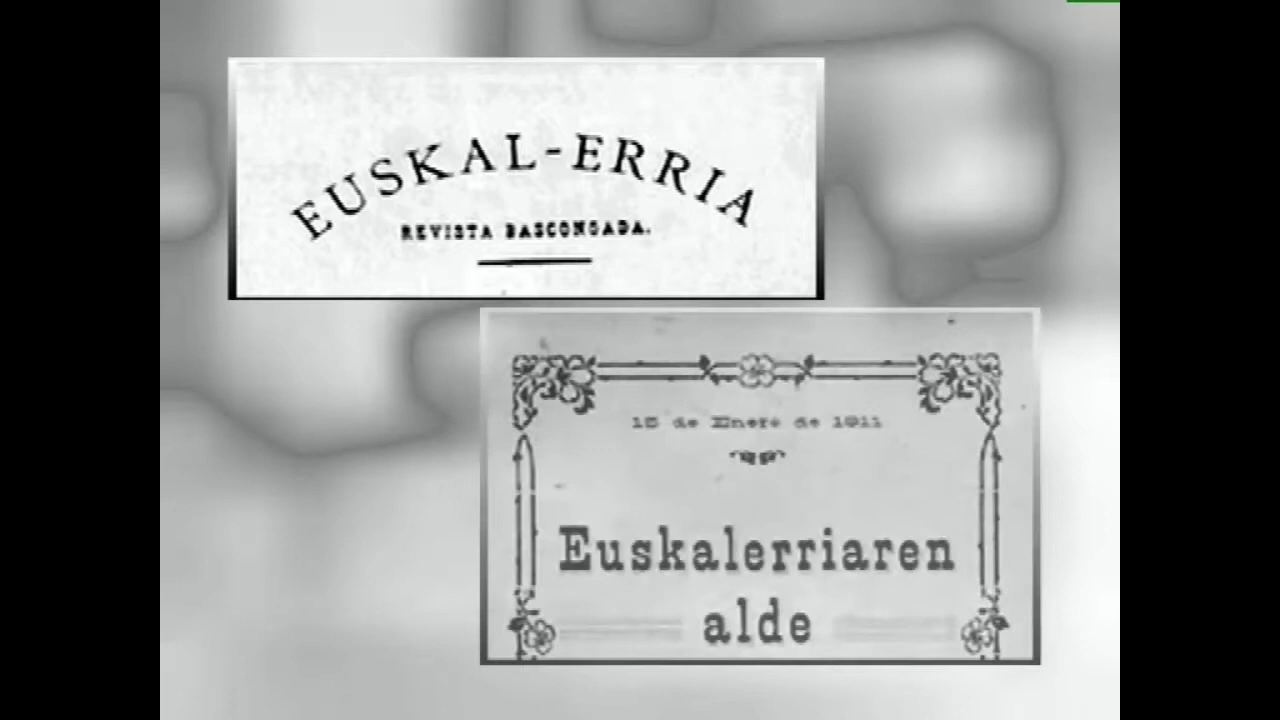 EUSKAL-ERRIA
REVISTA BASCONGADA.
15 de Enero de 1911
Euskalerriaren
alde